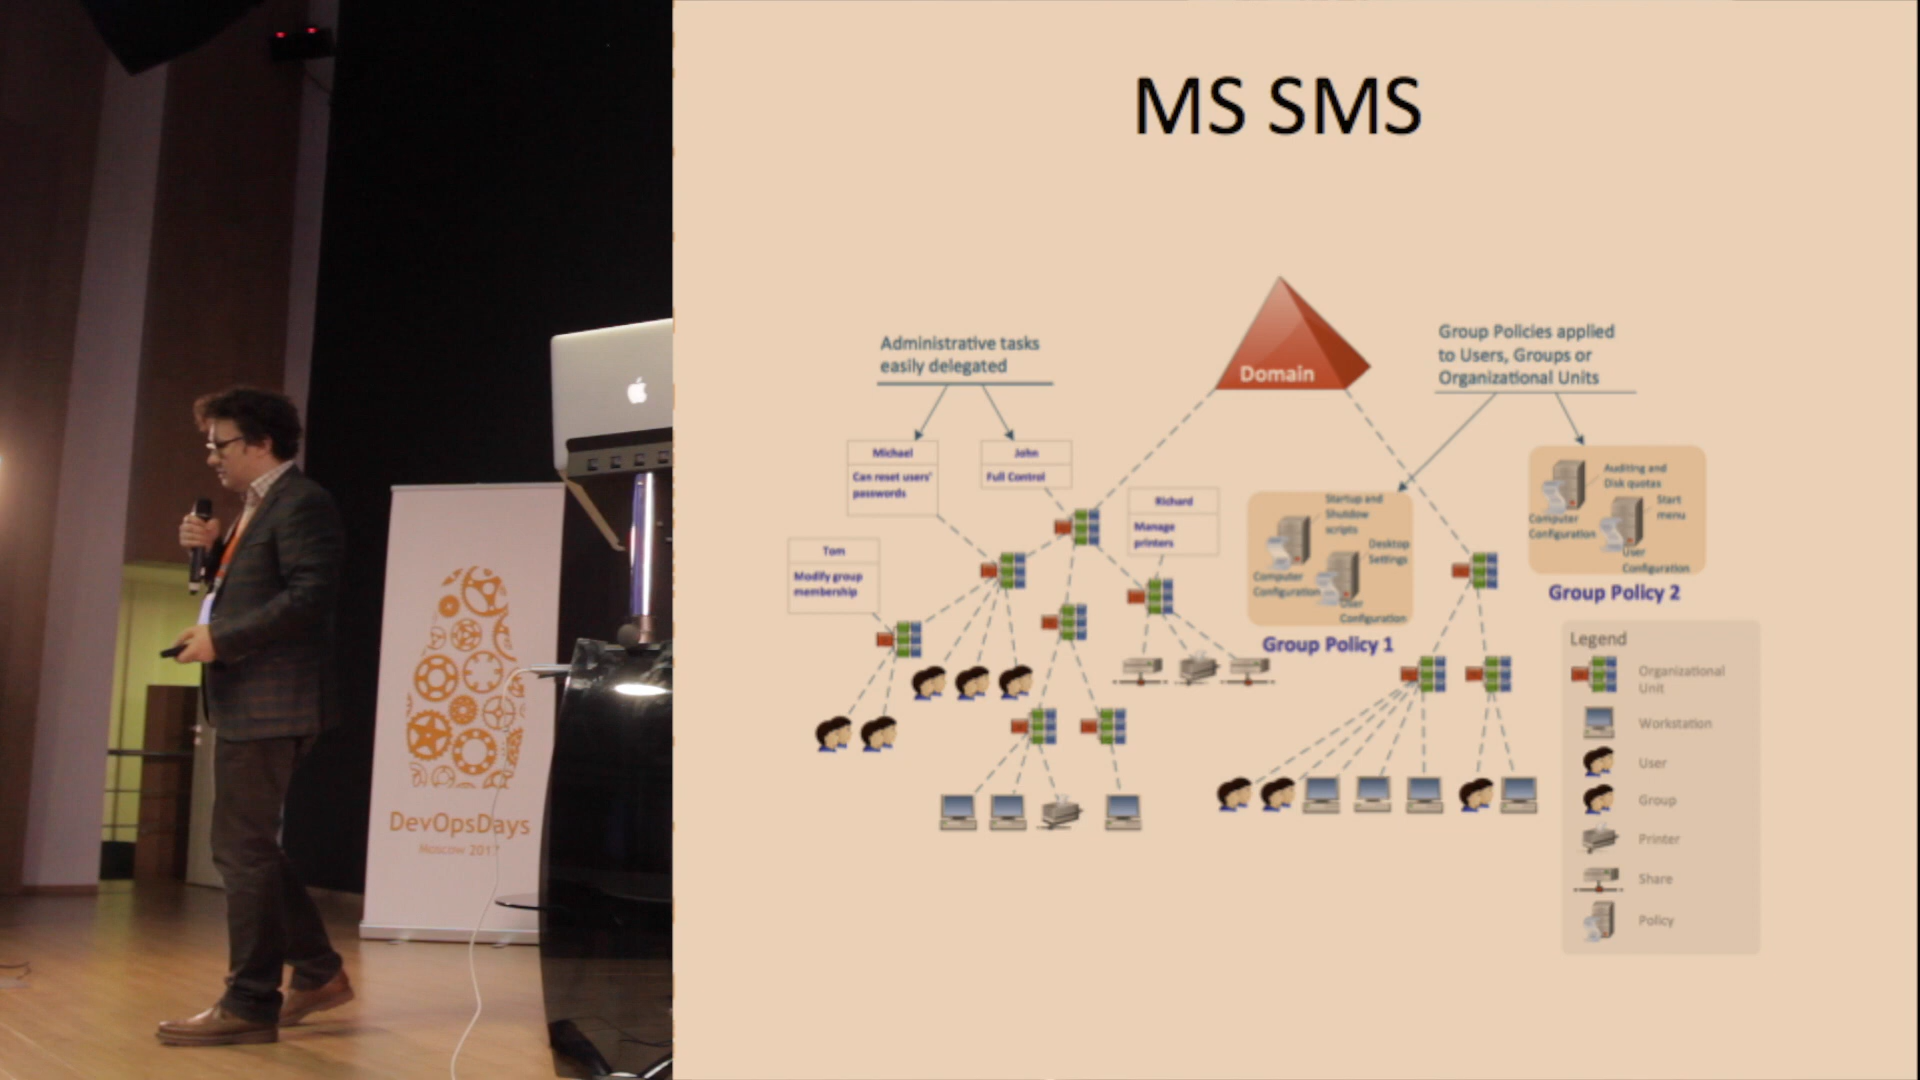 DevOpsDays
Moscow 2017
MS SMS
Administrative tasks
easily delegated
Domain
Group Policies applied
to Users, Groups or
Organizational Units
Michael
Can reset users'
passwords
John
Full Control
Richard
Manage
printers
Tom
Modify group
membership
Startup and
Shutdow
scripts
Desktop
Settings
Computer
Configuration
User
Configuration
Group Policy 1
Auditing and
Disk quotas
Start
menu
Computer
Configuration
User
Configuration
Group Policy 2
Legend
Organizational
Unit
Workstation
User
Group
Printer
Share
Policy